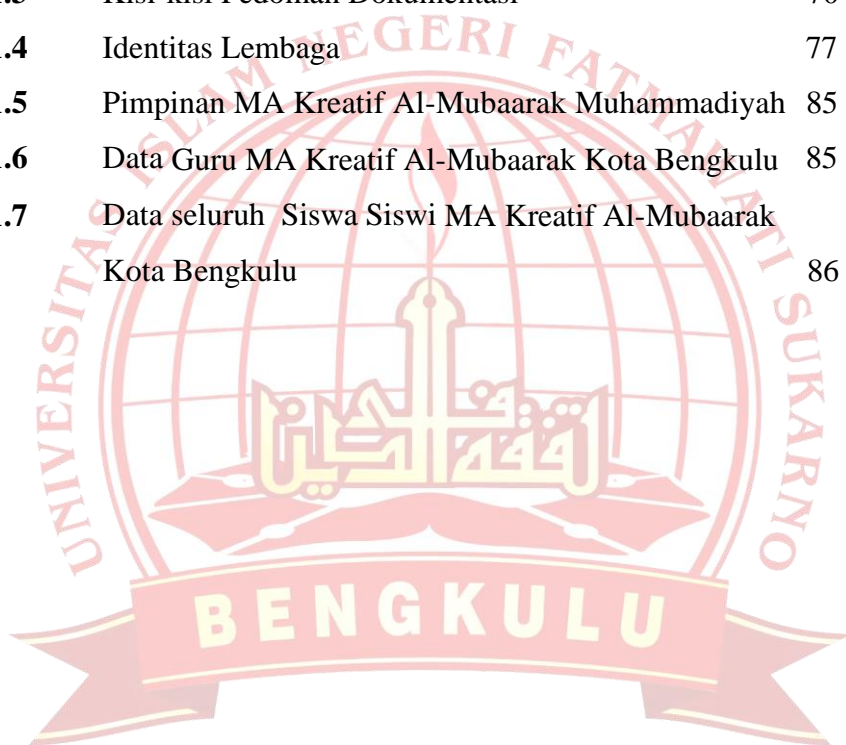 Kisi-kisi Pedoman Dokumentasi
.4 Identitas Lembaga 77
.5 Pimpinan MA Kreatif Al-Mubaarak Muhammadiyah 85
.6 Data Guru MA Kreatif Al-Mubaarak Kota Bengkulu 85
.7 Data seluruh Siswa Siswi MA Kreatif Al-Mubaarak
Kota Bengkulu 86
UNIVERSITAS ISLAM NEGERI FATMAWATI SUKARNO
BENGKULU